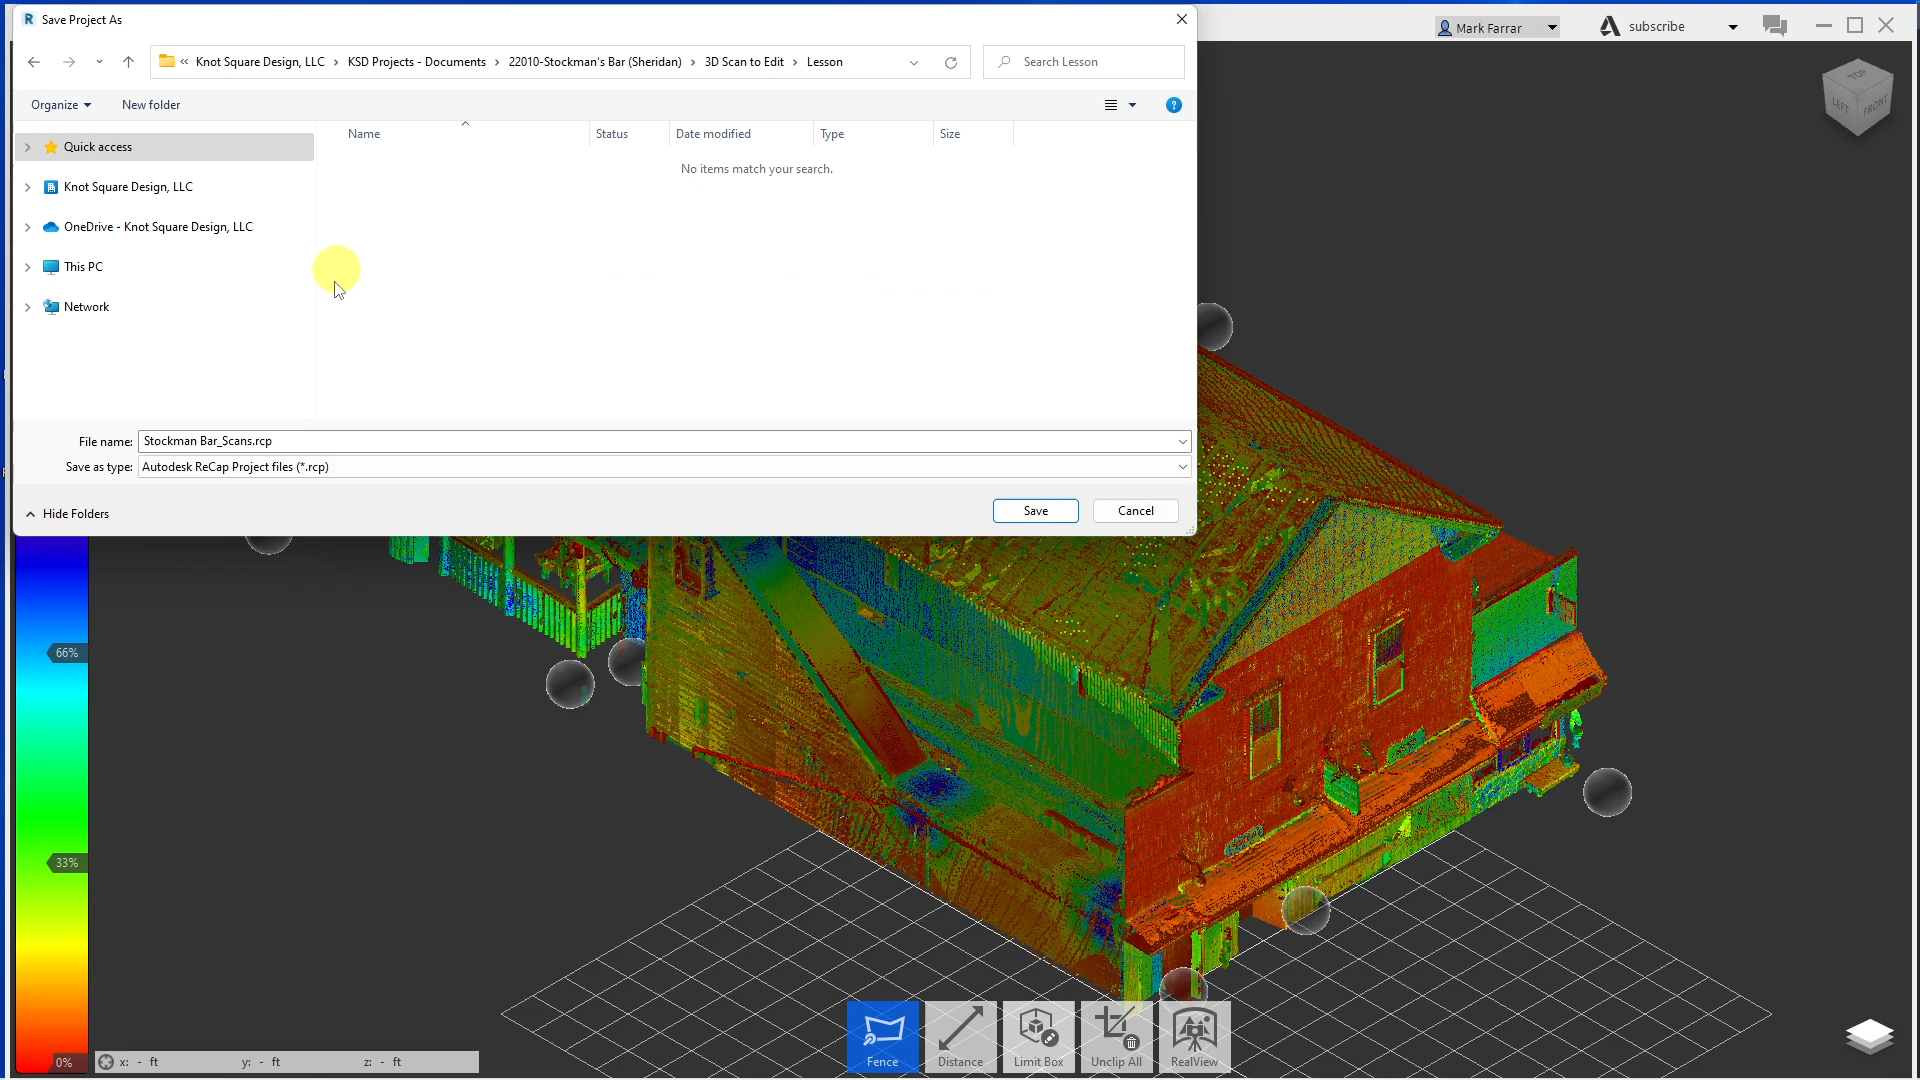 Save Project As
Mark Farrar
subscribe
« Knot Square Design, LLC › KSD Projects - Documents › 22010-Stockman's Bar (Sheridan) › 3D Scan to Edit › Lesson
Search Lesson
Organize
New folder
Name
Status
Date modified
Type
Size
No items match your search.
Quick access
Knot Square Design, LLC
OneDrive - Knot Square Design, LLC
This PC
Network
File name: Stockman Bar_Scans.rcp
Save as type: Autodesk ReCap Project files (*.rcp)
Hide Folders
Save
Cancel
TOP
LEFT
FRONT
66%
33%
0%
x: - ft
y: - ft
z: - ft
Fence
Distance
Limit Box
Unclip All
RealView